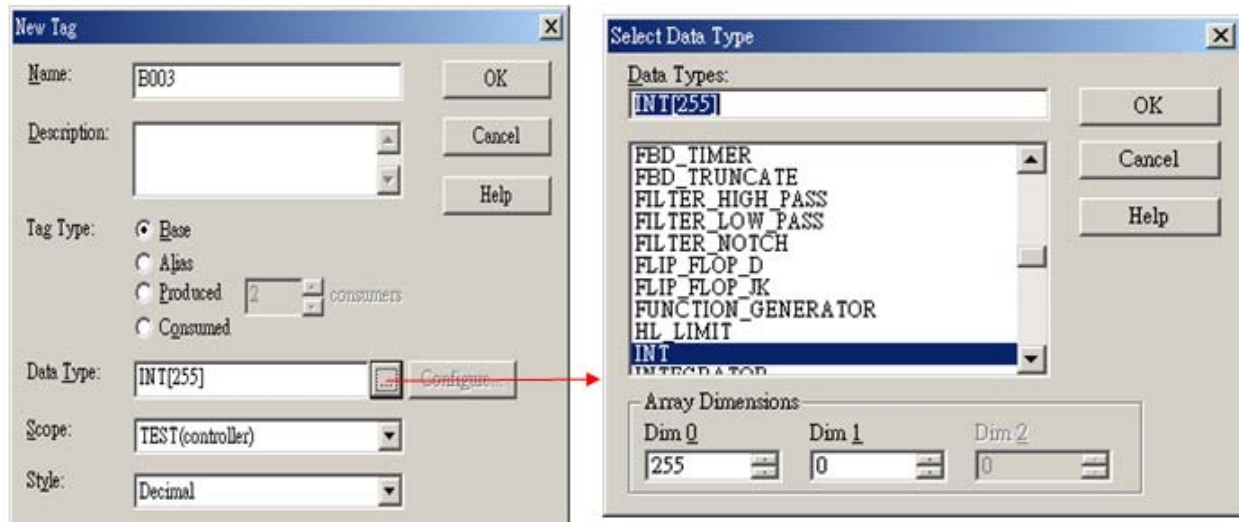 New Tag
Name:
B003
OK
Description:
Cancel
Help
Tag Type:
Base
Alias
Produced
2
consumers
Consumed
Data Type:
INT[255]
...
Configure...
Scope:
TEST(controller)
Style:
Decimal
Select Data Type
Data Types:
INT[255]
OK
FBD_TIMER
FBD_TRUNCATE
FILTER_HIGH_PASS
FILTER_LOW_PASS
FILTER_NOTCH
FLIP_FLOP_D
FLIP_FLOP_JK
FUNCTION_GENERATOR
HL_LIMIT
INT
INTEGRATOR
Cancel
Help
Array Dimensions
Dim 0
Dim 1
Dim 2
255
0
0